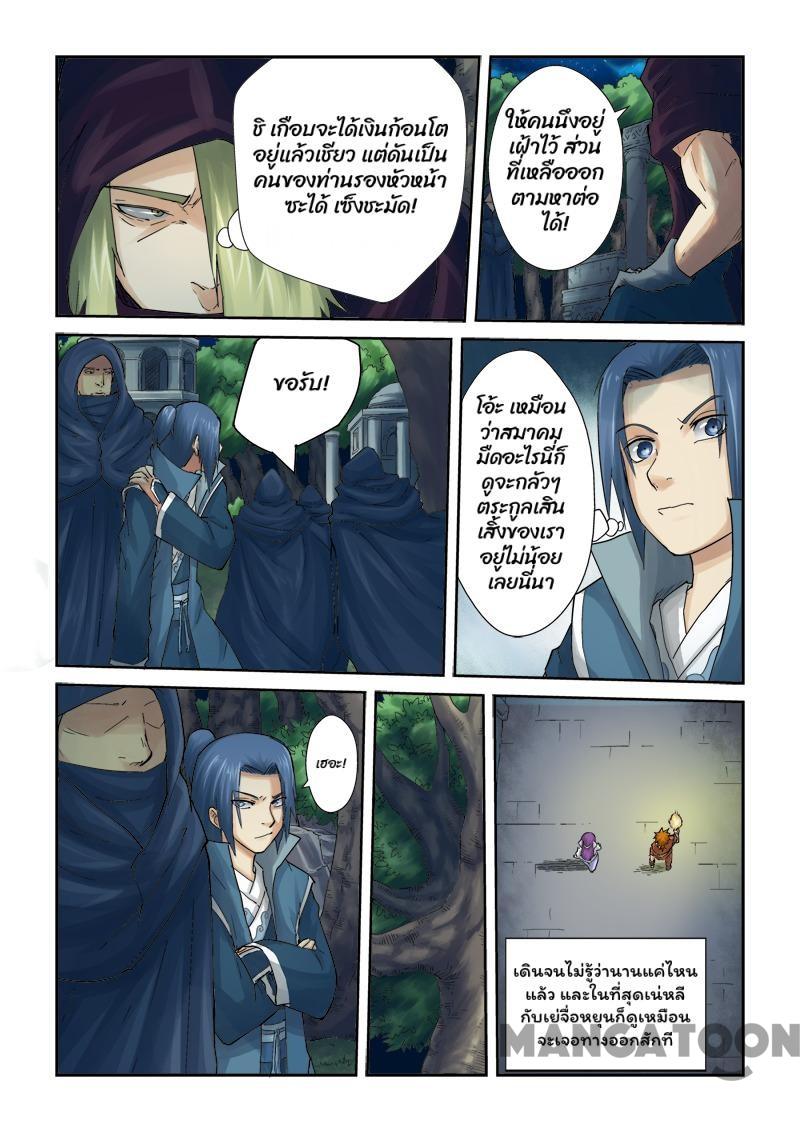 ชิ เกือบจะได้เงินก้อนโต
อยู่แล้วเชียว แต่ดันเป็น
คนของท่านรองหัวหน้า
ซะได้ เซ็งชะมัด!
ให้คนนึงอยู่
เฝ้าไว้ ส่วน
ที่เหลือออก
ตามหาต่อ
ได้!
ขอรับ!
โอ้ะ เหมือน
ว่าสมาคม
มืดอะไรนี่ก็
ดูจะกลัวๆ
ตระกูลเสิน
เสิ้งของเรา
อยู่ไม่น้อย
เลยนี่นา
เฮอะ!
เดินจนไม่รู้ว่านานแค่ไหน
แล้ว และในที่สุดเน่หลี
กับเย่จื่อหยุนก็ดูเหมือน
จะเจอทางออกสักที
MANGATOON